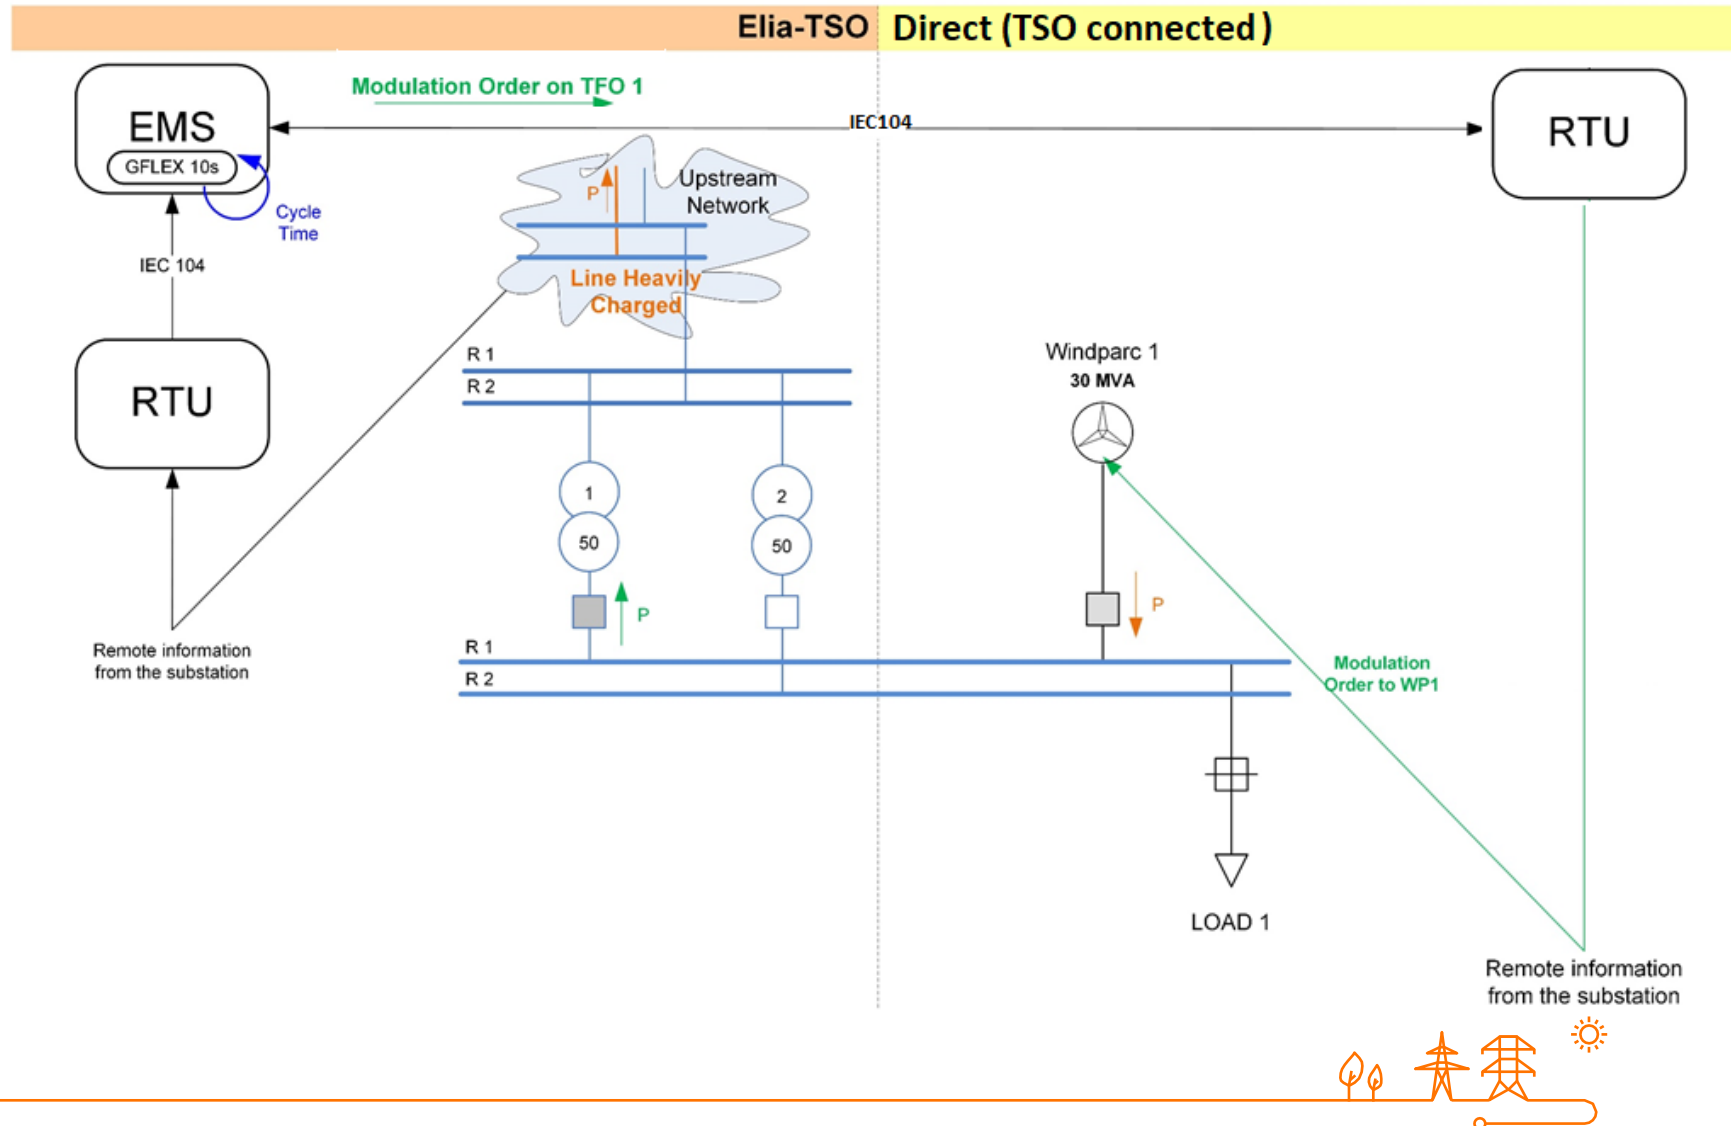 Elia-TSO
Direct (TSO connected)
EMS
GFLEX 10s
Cycle
Time
Modulation Order on TFO 1
IEC104
RTU
IEC 104
P
Upstream
Network
Line Heavily
Charged
RTU
R 1
R 2
Windparc 1
30 MVA
1
50
2
50
P
P
Remote information
from the substation
R 1
R 2
Modulation
Order to WP1
LOAD 1
Remote information
from the substation